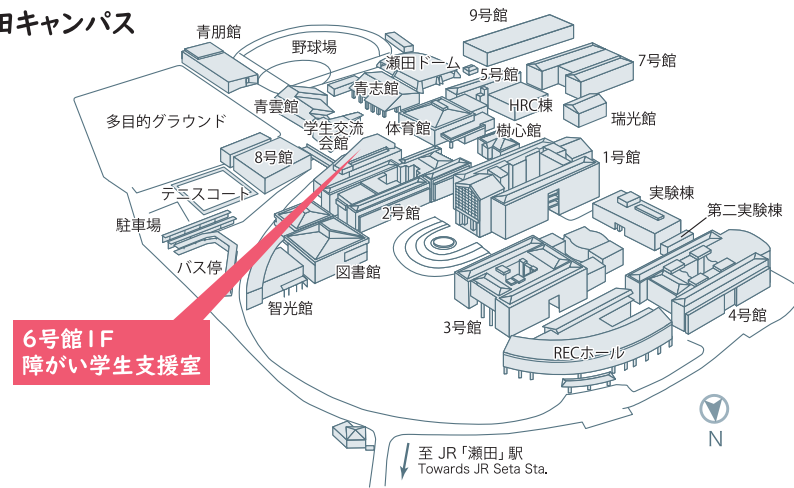 田キャンパス
9号館
青朋館
野球場
瀬田ドーム
7号館
5号館
青志館
HRC棟
青雲館
瑞光館
多目的グラウンド
学生交流
会館
体育館
樹心館
1号館
8号館
テニスコート
実験棟
2号館
第二実験棟
駐車場
バス停
図書館
智光館
3号館
4号館
6号館1F
障がい学生支援室
RECホール
N
至 JR「瀬田」駅
Towards JR Seta Sta.